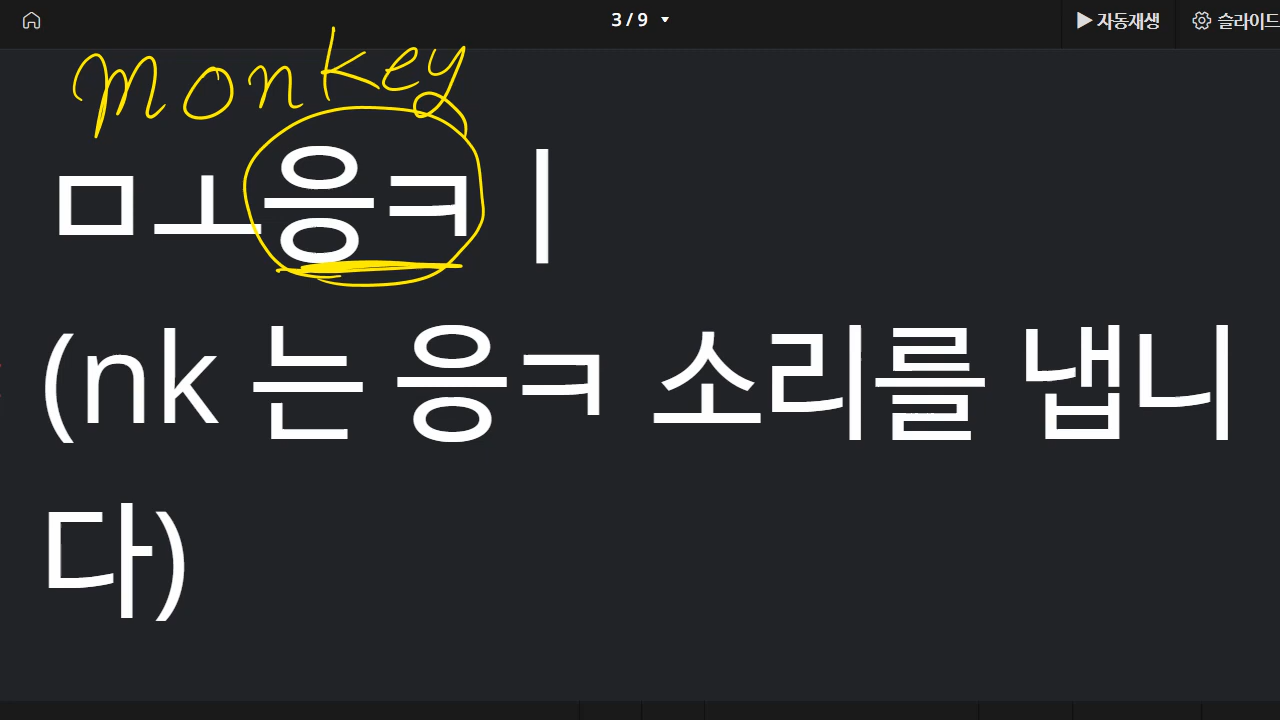 3 / 9 ▼ ▶ 자동재생 슬라이드
monkey
ㅁㅗ응ㅋㅣ
(nk 는 응ㅋ 소리를 냅니
다)